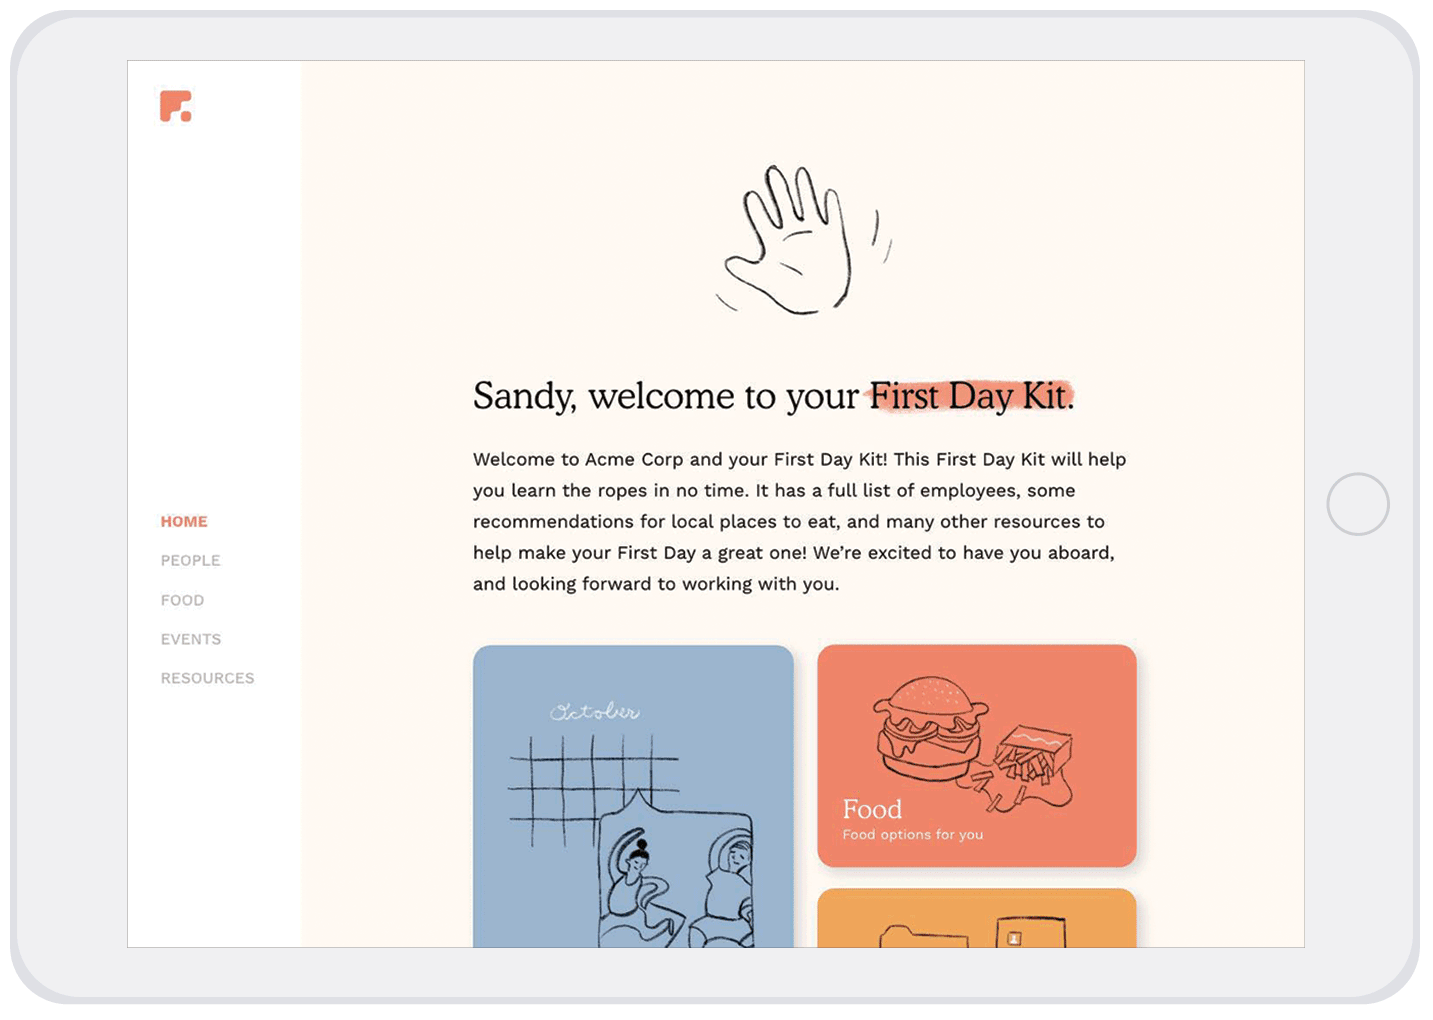 Sandy, welcome to your First Day Kit.
Welcome to Acme Corp and your First Day Kit! This First Day Kit will help
you learn the ropes in no time. It has a full list of employees, some
recommendations for local places to eat, and many other resources to
help make your First Day a great one! We’re excited to have you aboard,
and looking forward to working with you.
HOME
PEOPLE
FOOD
EVENTS
RESOURCES
October
Food
Food options for you